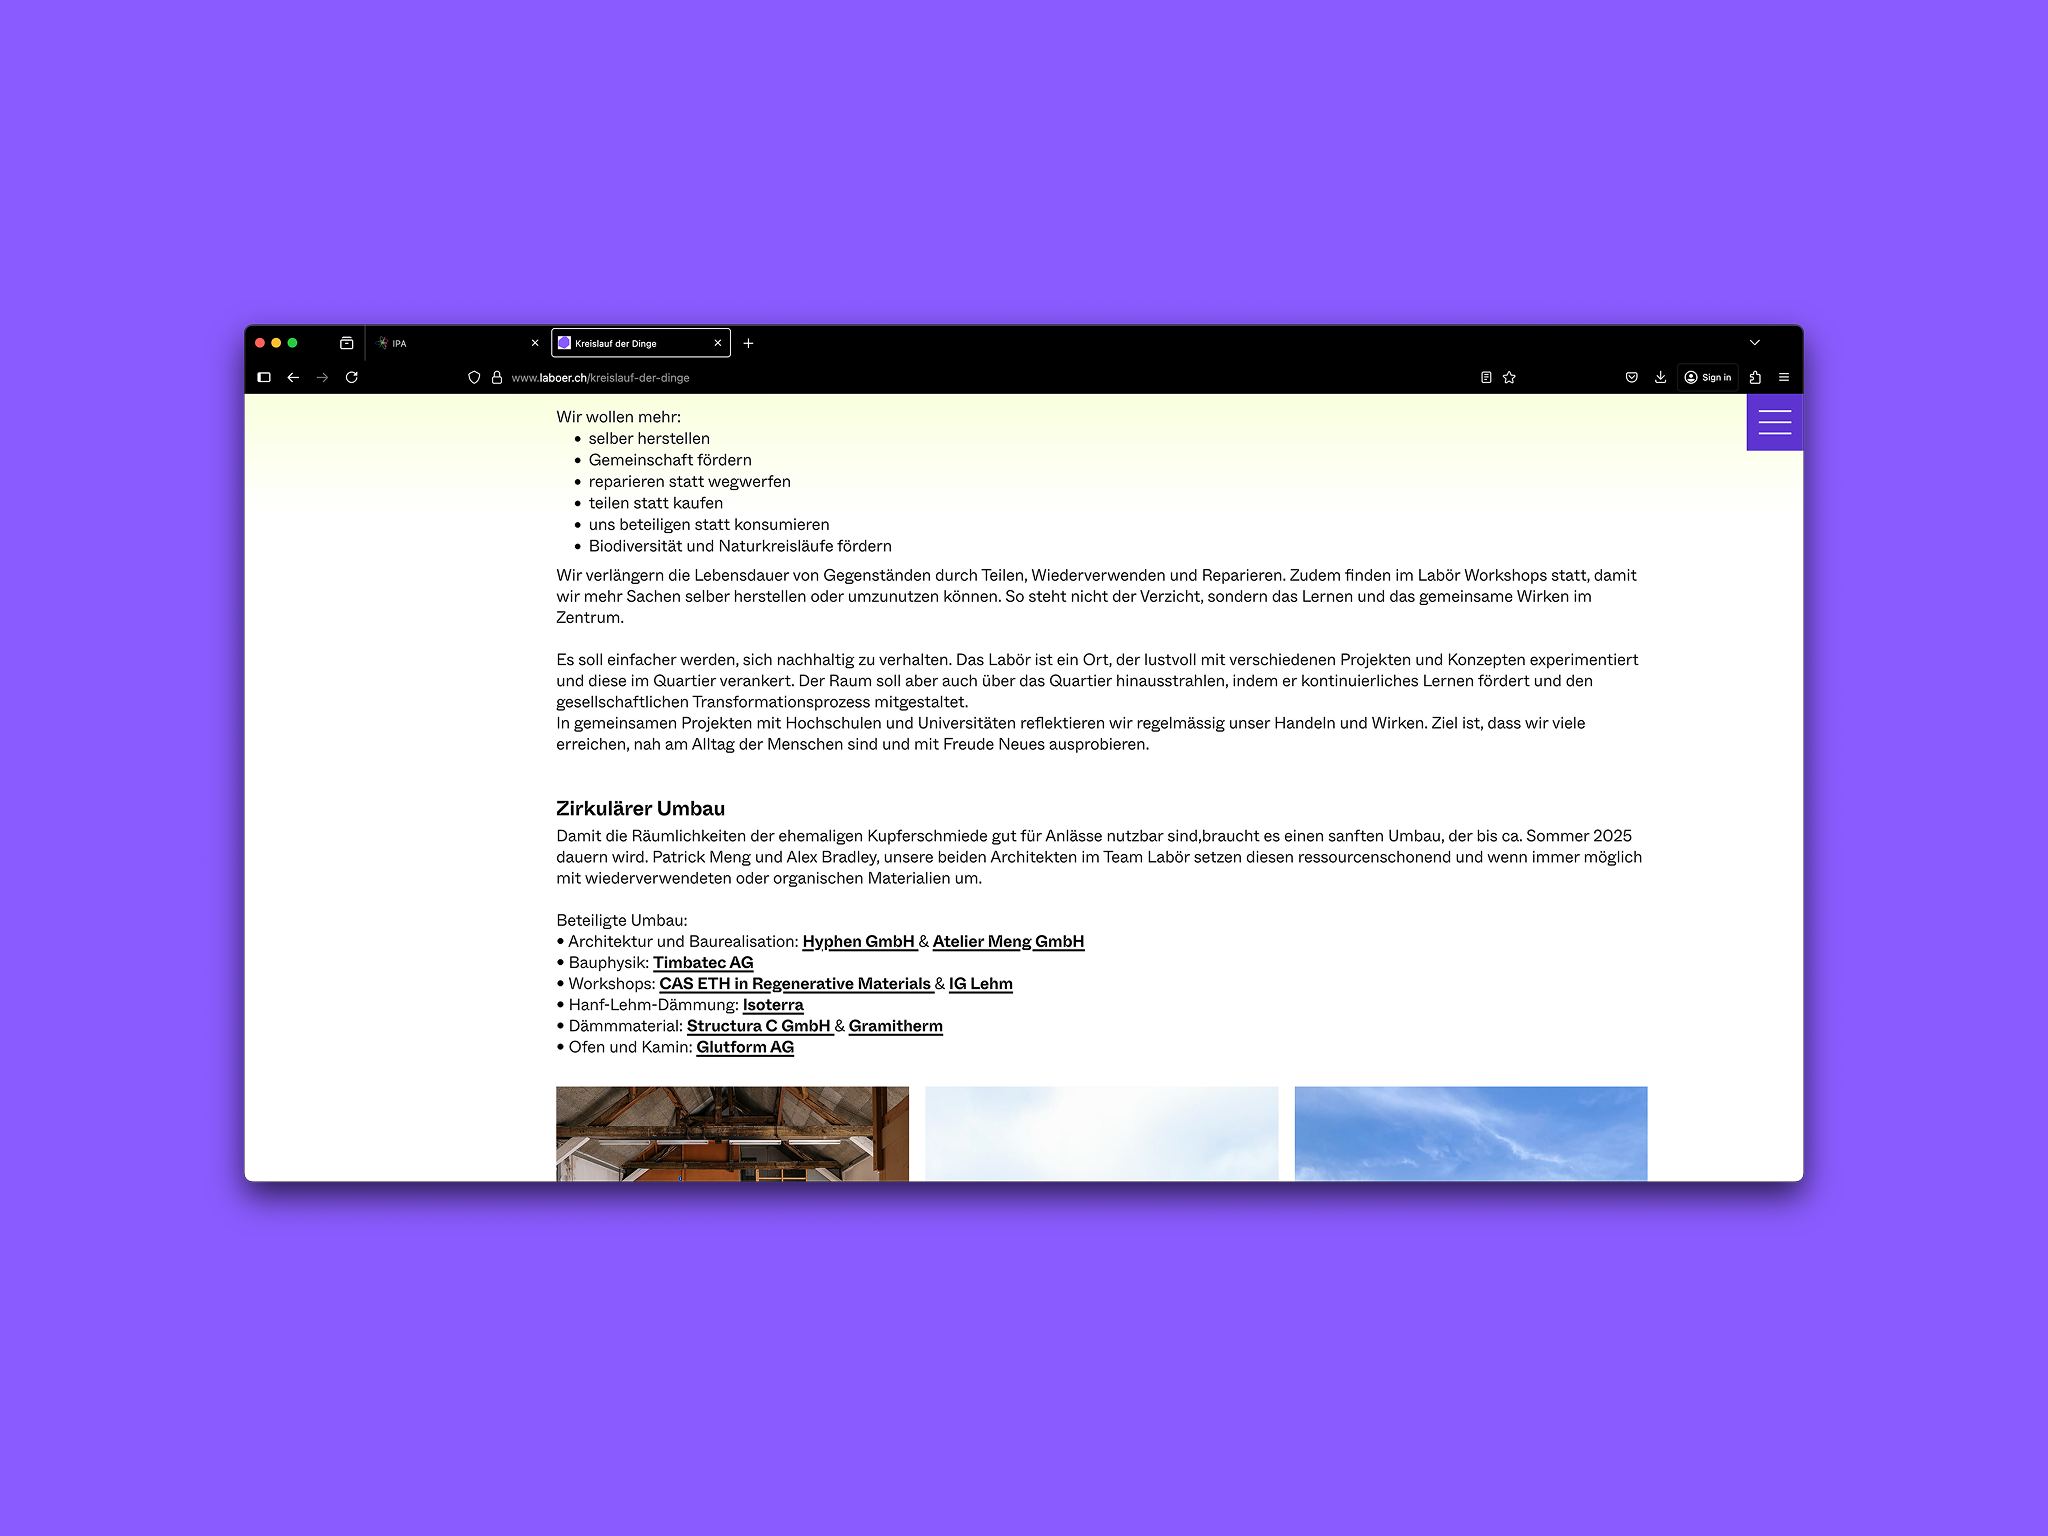 IPA
Kreislauf der Dinge
www.laboer.ch/kreislauf-der-dinge
Sign in
Wir wollen mehr:
• selber herstellen
• Gemeinschaft fördern
• reparieren statt wegwerfen
• teilen statt kaufen
• uns beteiligen statt konsumieren
• Biodiversität und Naturkreisläufe fördern
Wir verlängern die Lebensdauer von Gegenständen durch Teilen, Wiederverwenden und Reparieren. Zudem finden im Labör Workshops statt, damit
wir mehr Sachen selber herstellen oder umzunutzen können. So steht nicht der Verzicht, sondern das Lernen und das gemeinsame Wirken im
Zentrum.
Es soll einfacher werden, sich nachhaltig zu verhalten. Das Labör ist ein Ort, der lustvoll mit verschiedenen Projekten und Konzepten experimentiert
und diese im Quartier verankert. Der Raum soll aber auch über das Quartier hinausstrahlen, indem er kontinuierliches Lernen fördert und den
gesellschaftlichen Transformationsprozess mitgestaltet.
In gemeinsamen Projekten mit Hochschulen und Universitäten reflektieren wir regelmässig unser Handeln und Wirken. Ziel ist, dass wir viele
erreichen, nah am Alltag der Menschen sind und mit Freude Neues ausprobieren.
Zirkulärer Umbau
Damit die Räumlichkeiten der ehemaligen Kupferschmiede gut für Anlässe nutzbar sind,braucht es einen sanften Umbau, der bis ca. Sommer 2025
dauern wird. Patrick Meng und Alex Bradley, unsere beiden Architekten im Team Labör setzen diesen ressourcenschonend und wenn immer möglich
mit wiederverwendeten oder organischen Materialien um.
Beteiligte Umbau:
• Architektur und Baurealisation: Hyphen GmbH & Atelier Meng GmbH
• Bauphysik: Timbatec AG
• Workshops: CAS ETH in Regenerative Materials & IG Lehm
• Hanf-Lehm-Dämmung: Isoterra
• Dämmmaterial: Structura C GmbH & Gramitherm
• Ofen und Kamin: Glutform AG